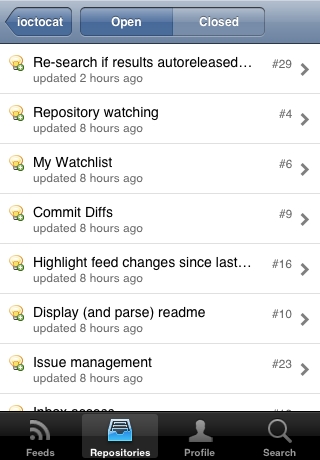 ioctocat
Open
Closed
Re-search if results autoreleased…
updated 2 hours ago
#29
Repository watching
updated 8 hours ago
#4
My Watchlist
updated 8 hours ago
#6
Commit Diffs
updated 8 hours ago
#9
Highlight feed changes since last…
updated 8 hours ago
#16
Display (and parse) readme
updated 8 hours ago
#10
Issue management
updated 8 hours ago
#23
Inbox access
Feeds
Repositories
Profile
Search